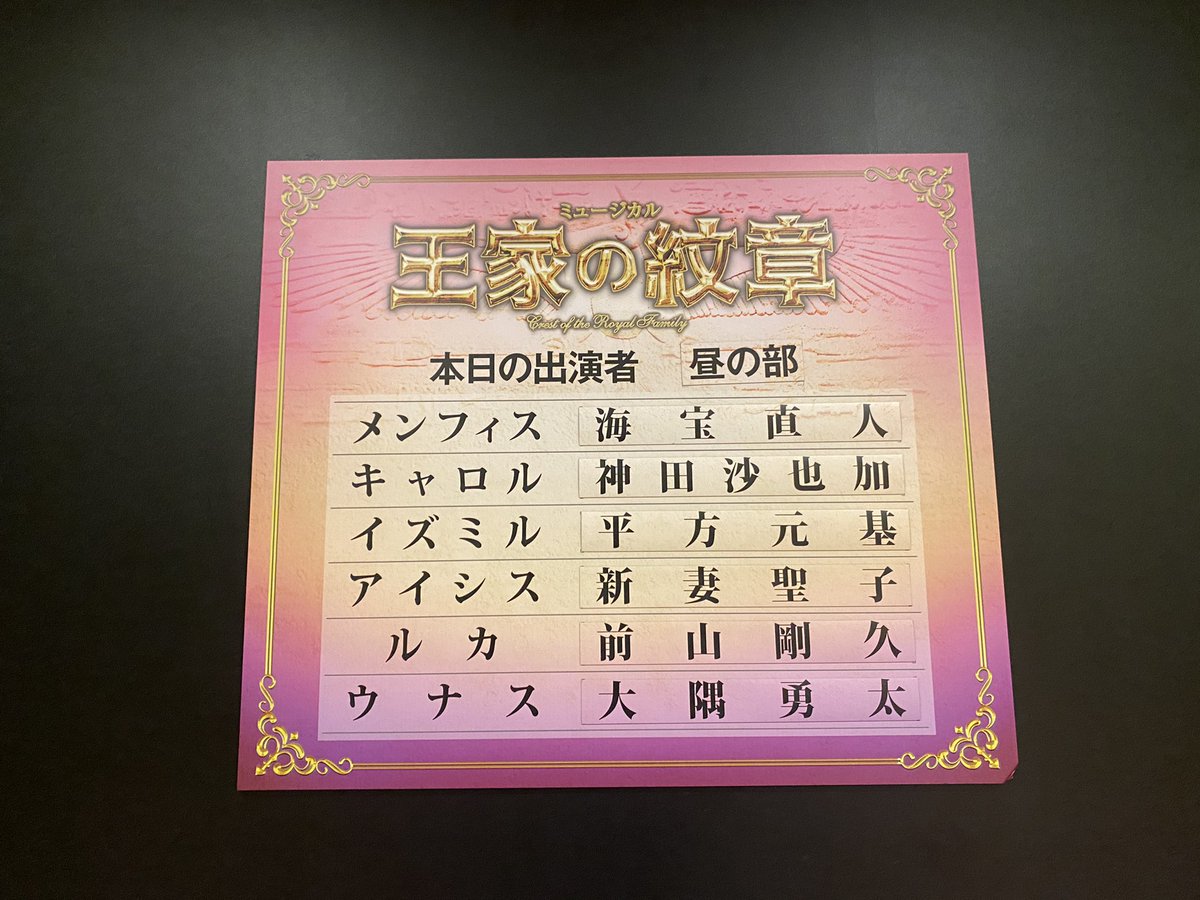 ミュージカル
王家の紋章
Crest of the Royal Family
本日の出演者 昼の部
メンフィス 海宝直人
キャロル 神田沙也加
イズミル 平方元基
アイシス 新妻聖子
ルカ 前山剛久
ウナス 大隅勇太